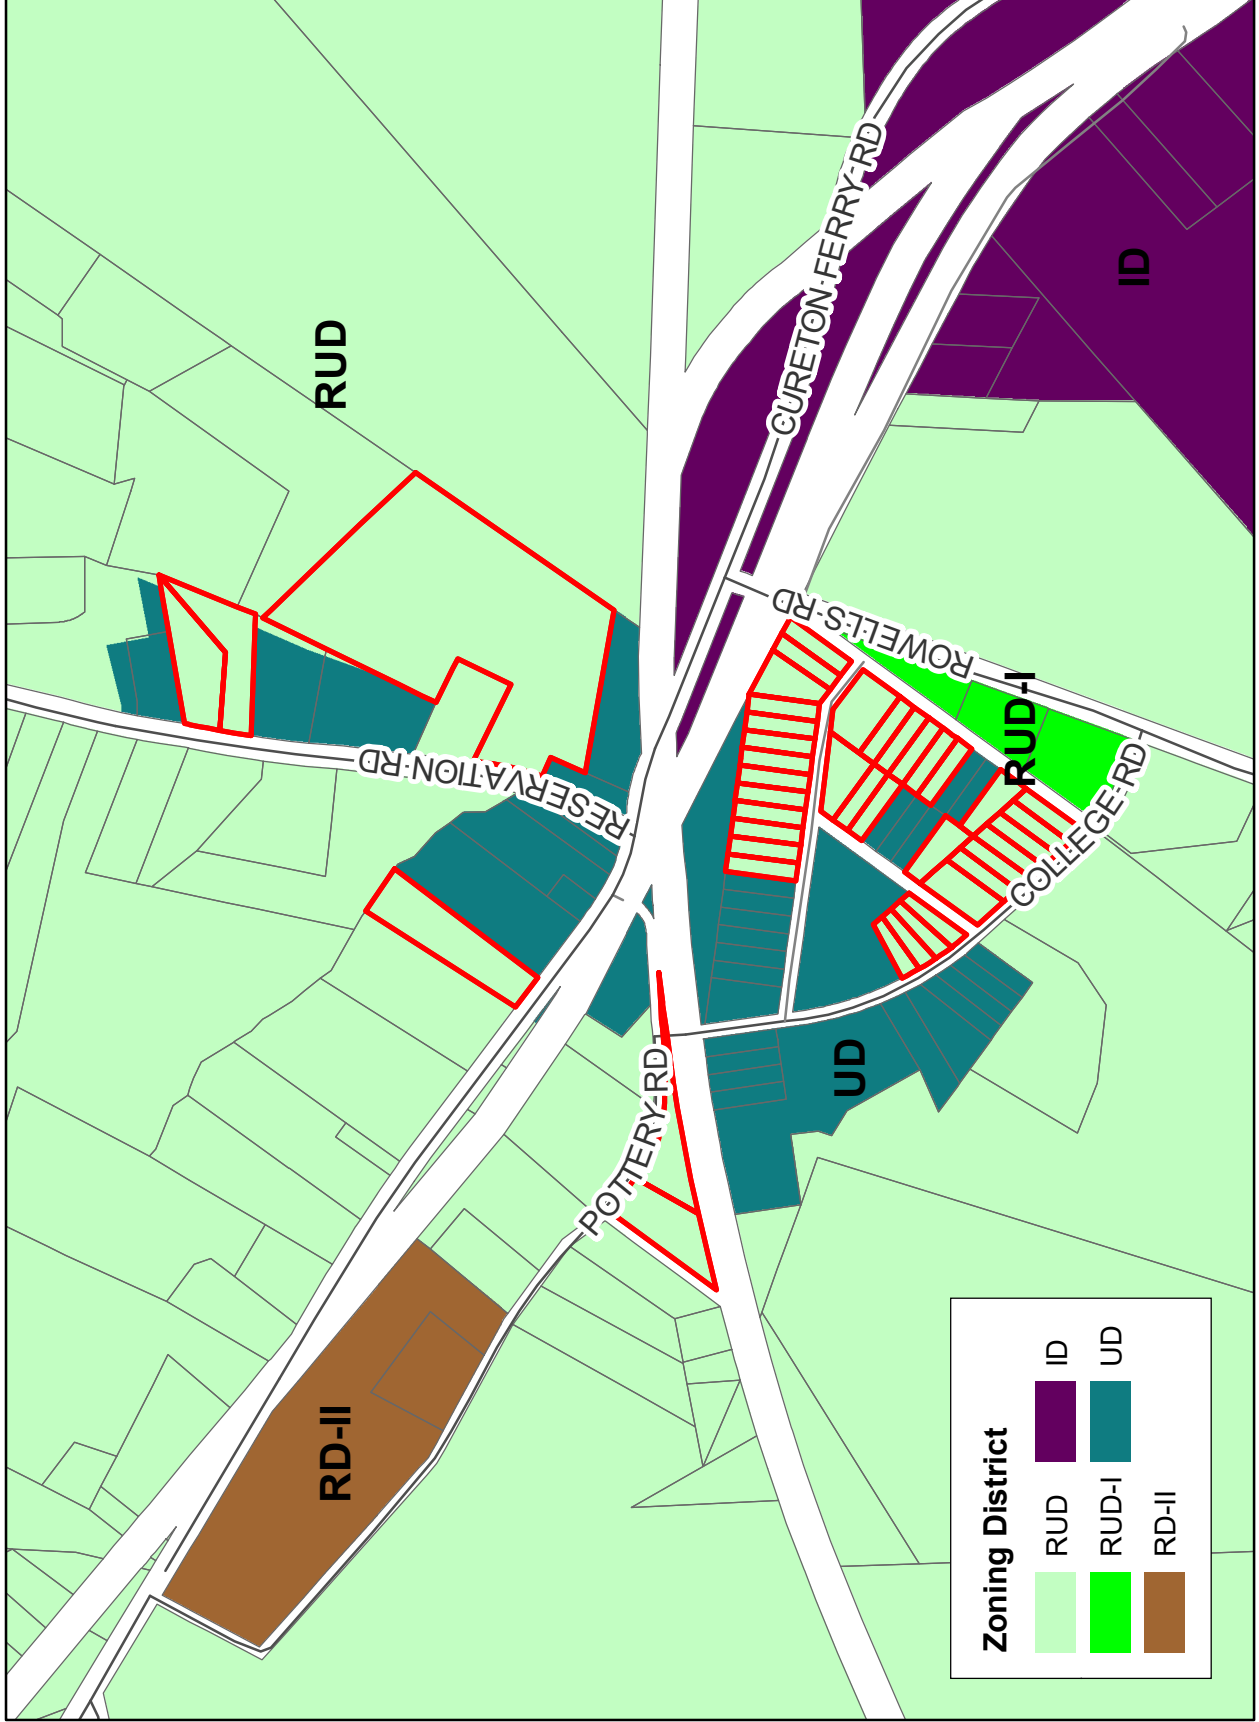 RUD
ID
CURETON FERRY RD
RESERVATION RD
ROWELLS RD
RUD-I
COLLEGE RD
UD
POTTERY RD
RD-II
Zoning District
RUD
ID
RUD-I
UD
RD-II